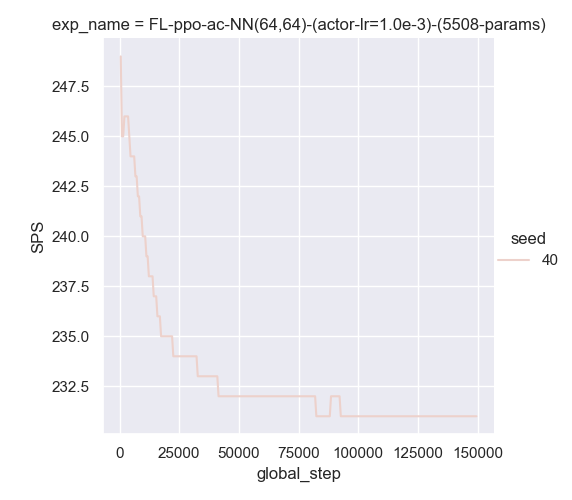 exp_name = FL-ppo-ac-NN(64,64)-(actor-lr=1.0e-3)-(5508-params)
247.5
245.0
242.5
240.0
237.5
235.0
232.5
SPS
0 25000 50000 75000 100000 125000 150000
global_step
seed
40